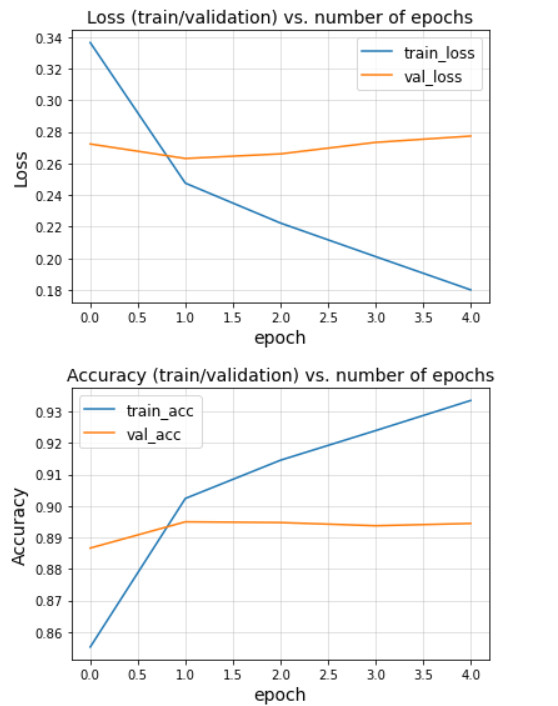 Loss (train/validation) vs. number of epochs
0.34
train_loss
0.32
val_loss
0.30
0.28
Loss
0.26
0.24
0.22
0.20
0.18
0.0 0.5 1.0 1.5 2.0 2.5 3.0 3.5 4.0
epoch
Accuracy (train/validation) vs. number of epochs
train_acc
0.93
val_acc
0.92
0.91
0.90
Accuracy
0.89
0.88
0.87
0.86
0.0 0.5 1.0 1.5 2.0 2.5 3.0 3.5 4.0
epoch